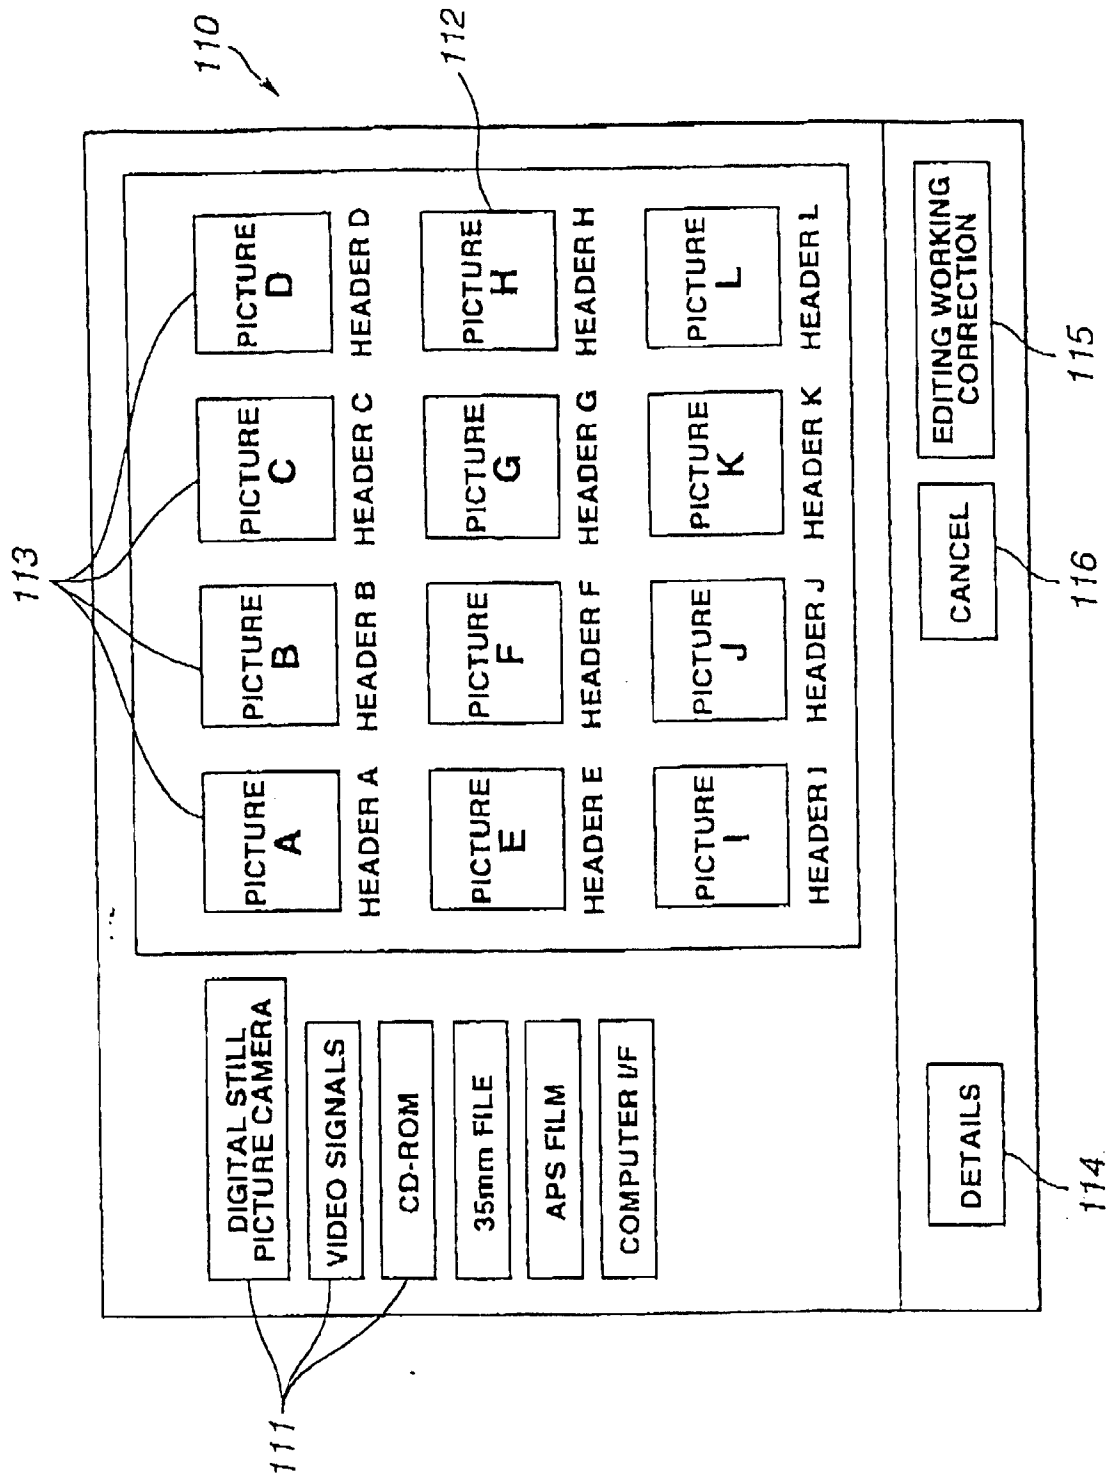 110
113
112
DIGITAL STILL
PICTURE CAMERA
VIDEO SIGNALS
CD-ROM
35mm FILE
APS FILM
COMPUTER I/F
111
PICTURE
A
HEADER A
PICTURE
B
HEADER B
PICTURE
C
HEADER C
PICTURE
D
HEADER D
PICTURE
E
HEADER E
PICTURE
F
HEADER F
PICTURE
G
HEADER G
PICTURE
H
HEADER H
PICTURE
I
HEADER I
PICTURE
J
HEADER J
PICTURE
K
HEADER K
PICTURE
L
HEADER L
DETAILS
CANCEL
EDITING WORKING
CORRECTION
114
116
115